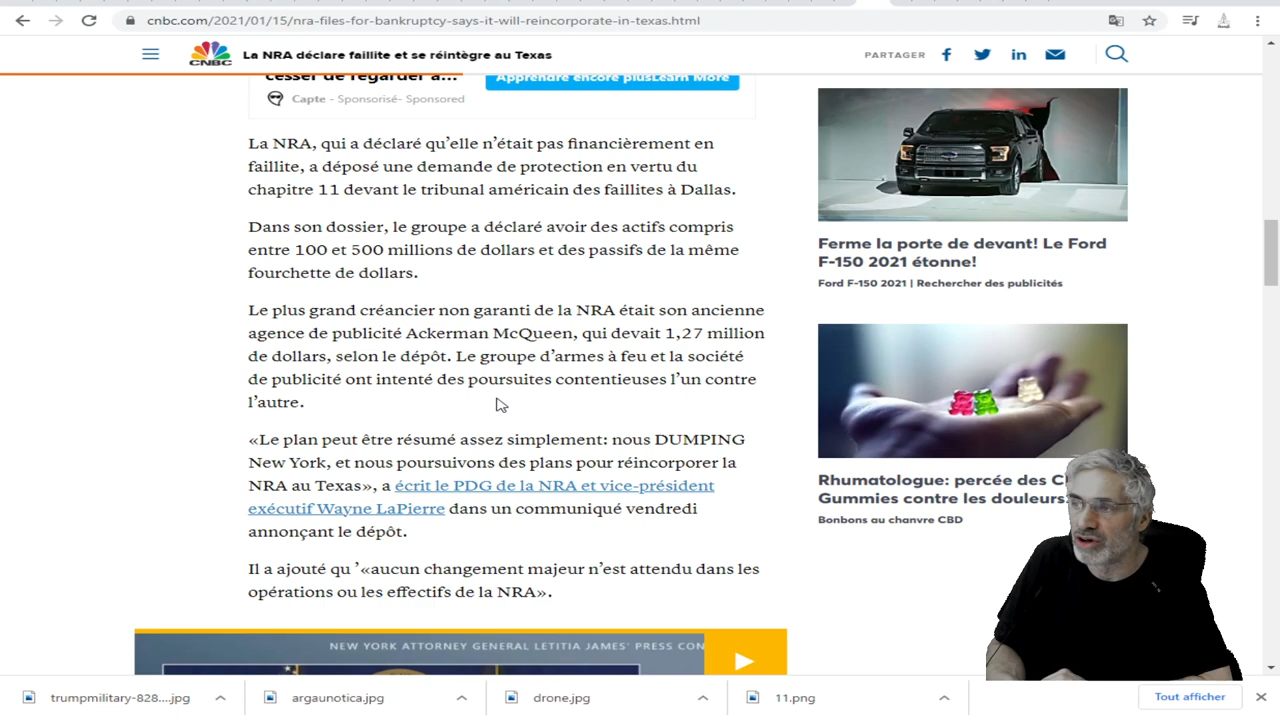 cnbc.com/2021/01/15/nra-files-for-bankruptcy-says-it-will-reincorporate-in-texas.html
CNBC
La NRA déclare faillite et se réintègre au Texas
PARTAGER
cesser de regarder a...
Apprendre encore plusLearn More
Capte - Sponsorisé- Sponsored
La NRA, qui a déclaré qu’elle n’était pas financièrement en
faillite, a déposé une demande de protection en vertu du
chapitre 11 devant le tribunal américain des faillites à Dallas.
Dans son dossier, le groupe a déclaré avoir des actifs compris
entre 100 et 500 millions de dollars et des passifs de la même
fourchette de dollars.
Le plus grand créancier non garanti de la NRA était son ancienne
agence de publicité Ackerman McQueen, qui devait 1,27 million
de dollars, selon le dépôt. Le groupe d’armes à feu et la société
de publicité ont intenté des poursuites contentieuses l’un contre
l’autre.
«Le plan peut être résumé assez simplement: nous DUMPING
New York, et nous poursuivons des plans pour réincorporer la
NRA au Texas», a écrit le PDG de la NRA et vice-président
exécutif Wayne LaPierre dans un communiqué vendredi
annonçant le dépôt.
Il a ajouté qu ’«aucun changement majeur n’est attendu dans les
opérations ou les effectifs de la NRA».
NEW YORK ATTORNEY GENERAL LETITIA JAMES’ PRESS CON
Ferme la porte de devant! Le Ford
F-150 2021 étonne!
Ford F-150 2021 | Rechercher des publicités
Rhumatologue: percée des C
Gummies contre les douleurs
Bonbons au chanvre CBD
trumpmilitary-828....jpg
argaunotica.jpg
drone.jpg
11.png
Tout afficher